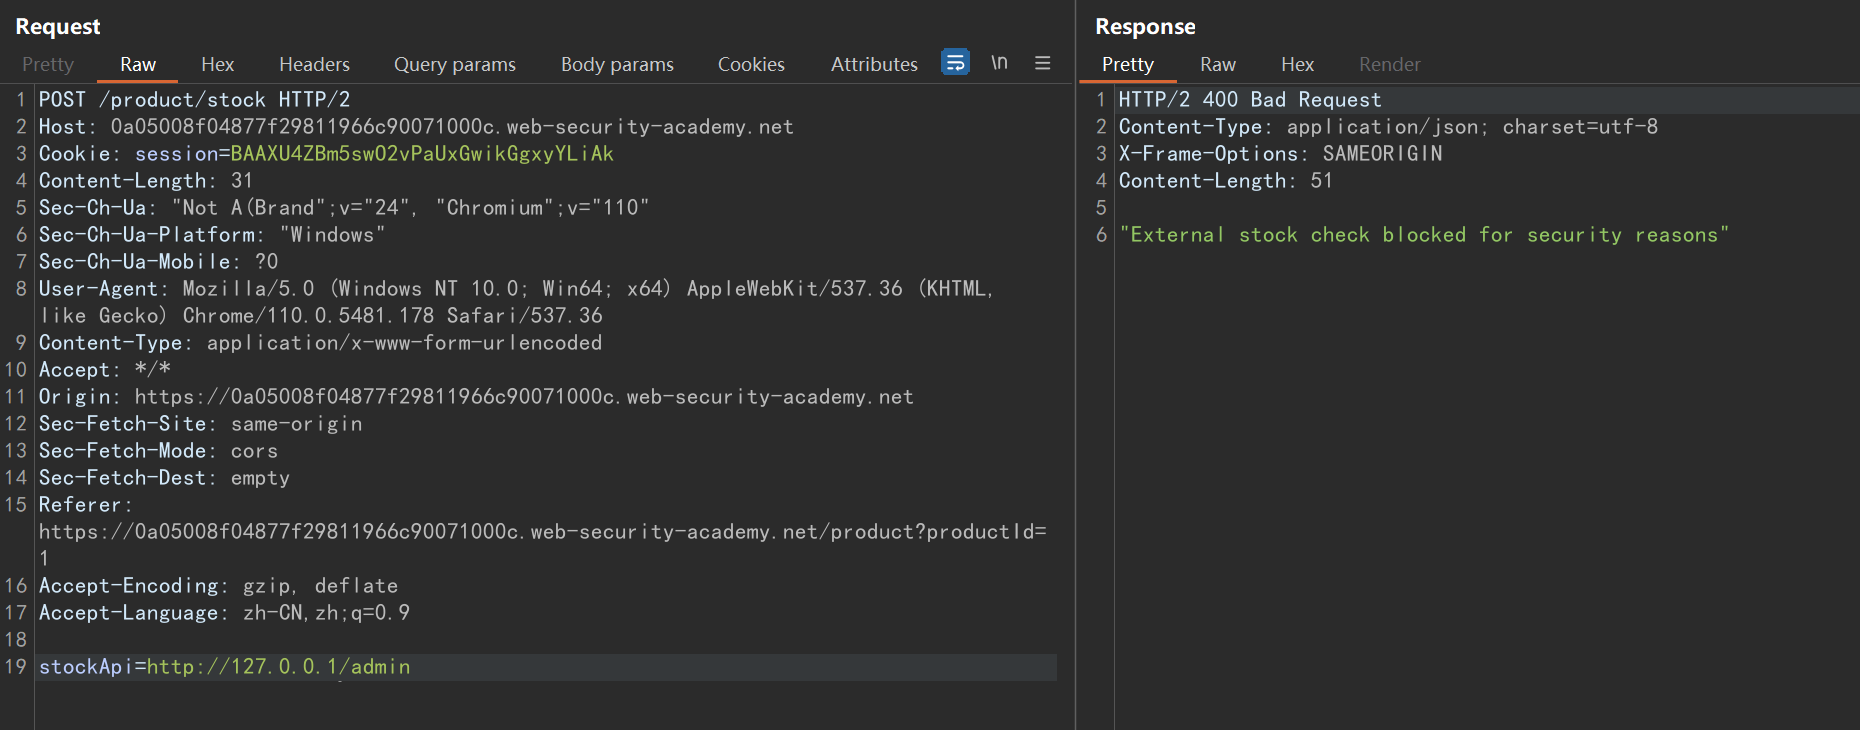 Request
Pretty Raw Hex Headers Query params Body params Cookies Attributes \n
1 POST /product/stock HTTP/2
2 Host: 0a05008f04877f29811966c90071000c.web-security-academy.net
3 Cookie: session=BAAXU4ZBm5swO2vPaUxGwikGgxyYLiAk
4 Content-Length: 31
5 Sec-Ch-Ua: "Not A(Brand";v="24", "Chromium";v="110"
6 Sec-Ch-Ua-Platform: "Windows"
7 Sec-Ch-Ua-Mobile: ?0
8 User-Agent: Mozilla/5.0 (Windows NT 10.0; Win64; x64) AppleWebKit/537.36 (KHTML,
like Gecko) Chrome/110.0.5481.178 Safari/537.36
9 Content-Type: application/x-www-form-urlencoded
10 Accept: */*
11 Origin: https://0a05008f04877f29811966c90071000c.web-security-academy.net
12 Sec-Fetch-Site: same-origin
13 Sec-Fetch-Mode: cors
14 Sec-Fetch-Dest: empty
15 Referer:
https://0a05008f04877f29811966c90071000c.web-security-academy.net/product?productId=
1
16 Accept-Encoding: gzip, deflate
17 Accept-Language: zh-CN,zh;q=0.9
18
19 stockApi=http://127.0.0.1/admin
Response
Pretty Raw Hex Render
1 HTTP/2 400 Bad Request
2 Content-Type: application/json; charset=utf-8
3 X-Frame-Options: SAMEORIGIN
4 Content-Length: 51
5
6 "External stock check blocked for security reasons"